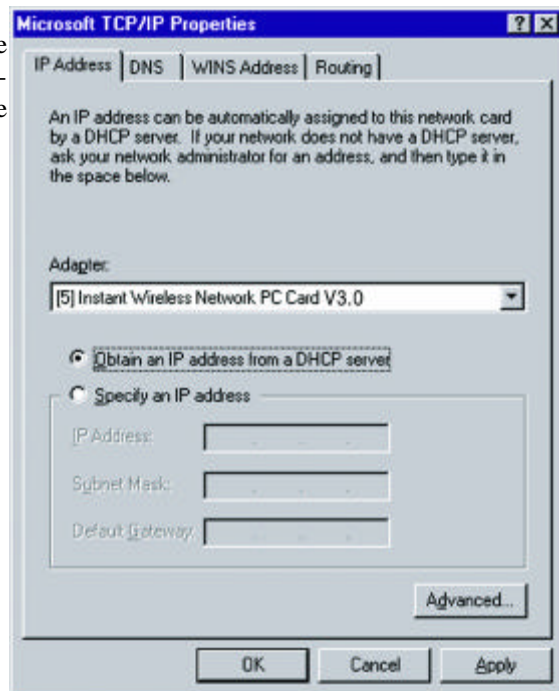 Microsoft TCP/IP Properties
e
-
e
IP Address
DNS
WINS Address
Routing
An IP address can be automatically assigned to this network card
by a DHCP server. If your network does not have a DHCP server,
ask your network administrator for an address, and then type it in
the space below.
Adapter:
[5] Instant Wireless Network PC Card V3.0
Obtain an IP address from a DHCP server
Specify an IP address
IP Address:
Subnet Mask:
Default Gateway:
Advanced...
OK
Cancel
Apply